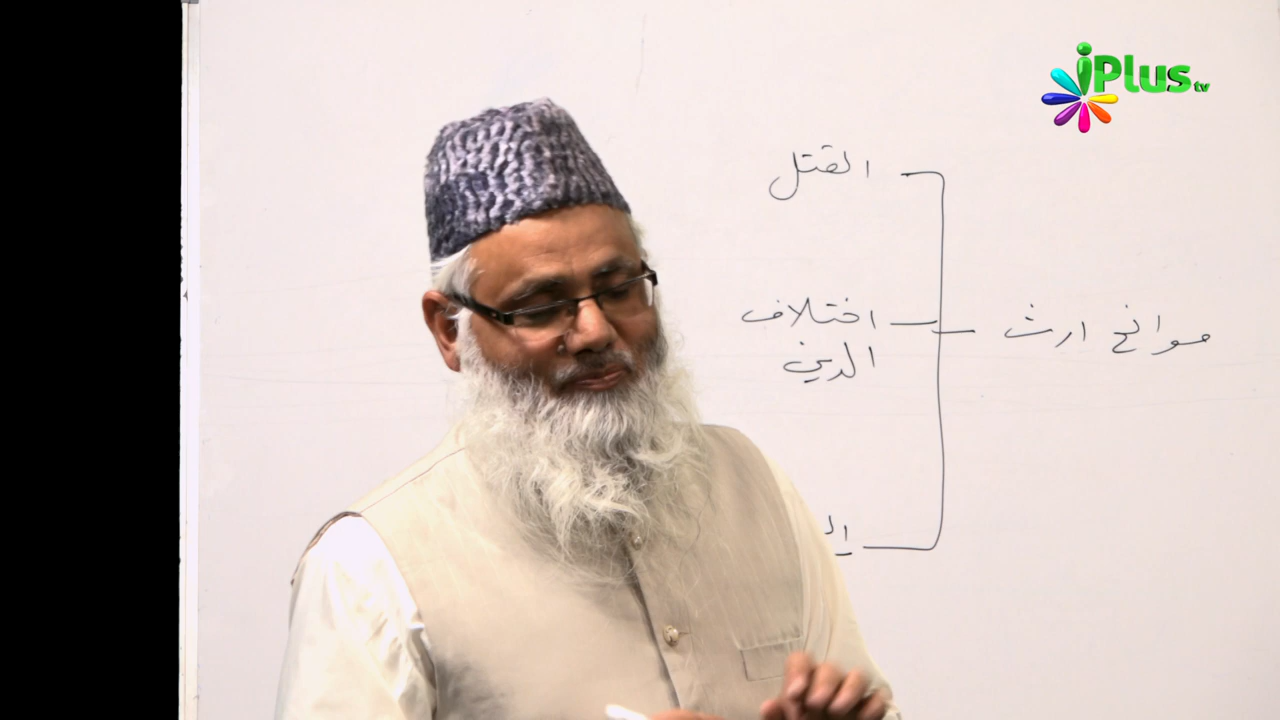 iPlus tv
موانع ارث
القتل
اختلاف
الدين